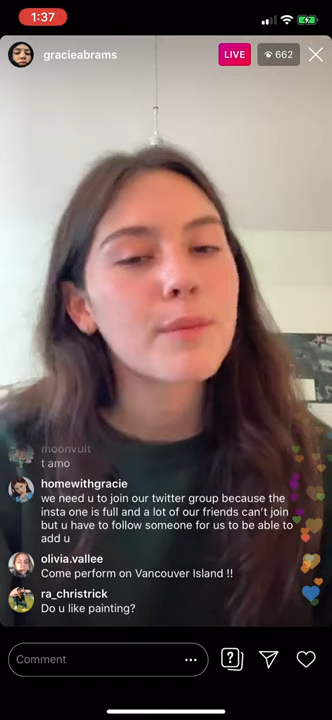 1:37
gracieabrams
LIVE
662
moonvult
t amo
homewithgracie
we need u to join our twitter group because the
insta one is full and a lot of our friends can't join
but u have to follow someone for us to be able to
add u
olivia.vallee
Come perform on Vancouver Island !!
ra_christrick
Do u like painting?
Comment